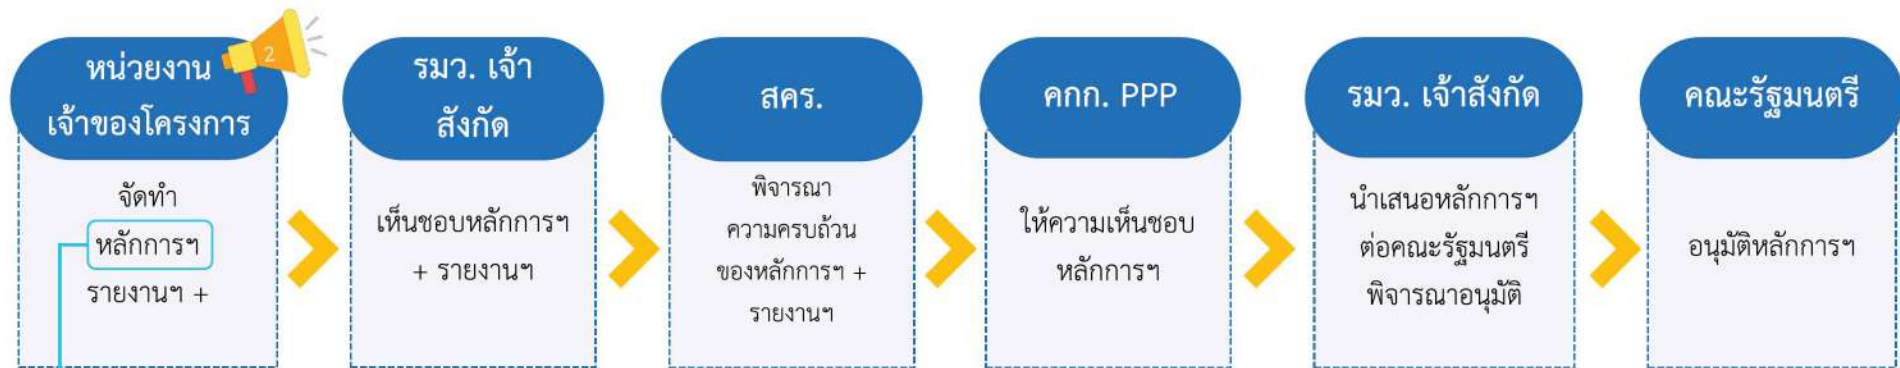 หน่วยงาน
เจ้าของโครงการ
2
จัดทำ
หลักการฯ
รายงานฯ +
รมว. เจ้า
สังกัด
เห็นชอบหลักการฯ
+ รายงานฯ
สคร.
พิจารณา
ความครบถ้วน
ของหลักการฯ +
รายงานฯ
คกก. PPP
ให้ความเห็นชอบ
หลักการฯ
รมว. เจ้าสังกัด
นำเสนอหลักการฯ
ต่อคณะรัฐมนตรี
พิจารณาอนุมัติ
คณะรัฐมนตรี
อนุมัติหลักการฯ